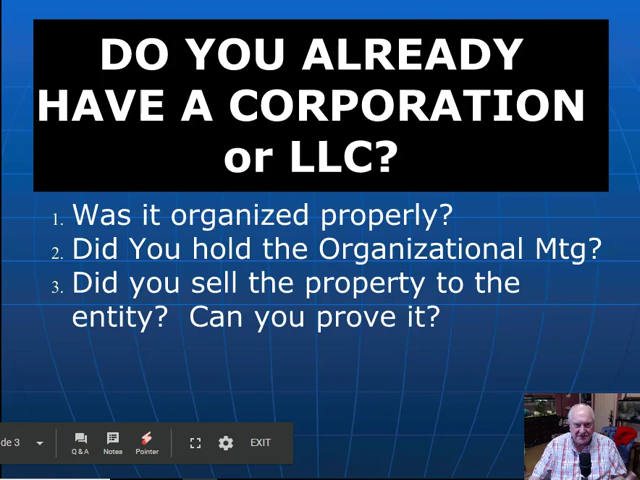 DO YOU ALREADY
HAVE A CORPORATION
or LLC?
1. Was it organized properly?
2. Did You hold the Organizational Mtg?
3. Did you sell the property to the
entity? Can you prove it?
de 3
Q & A
Notes
Pointer
EXIT